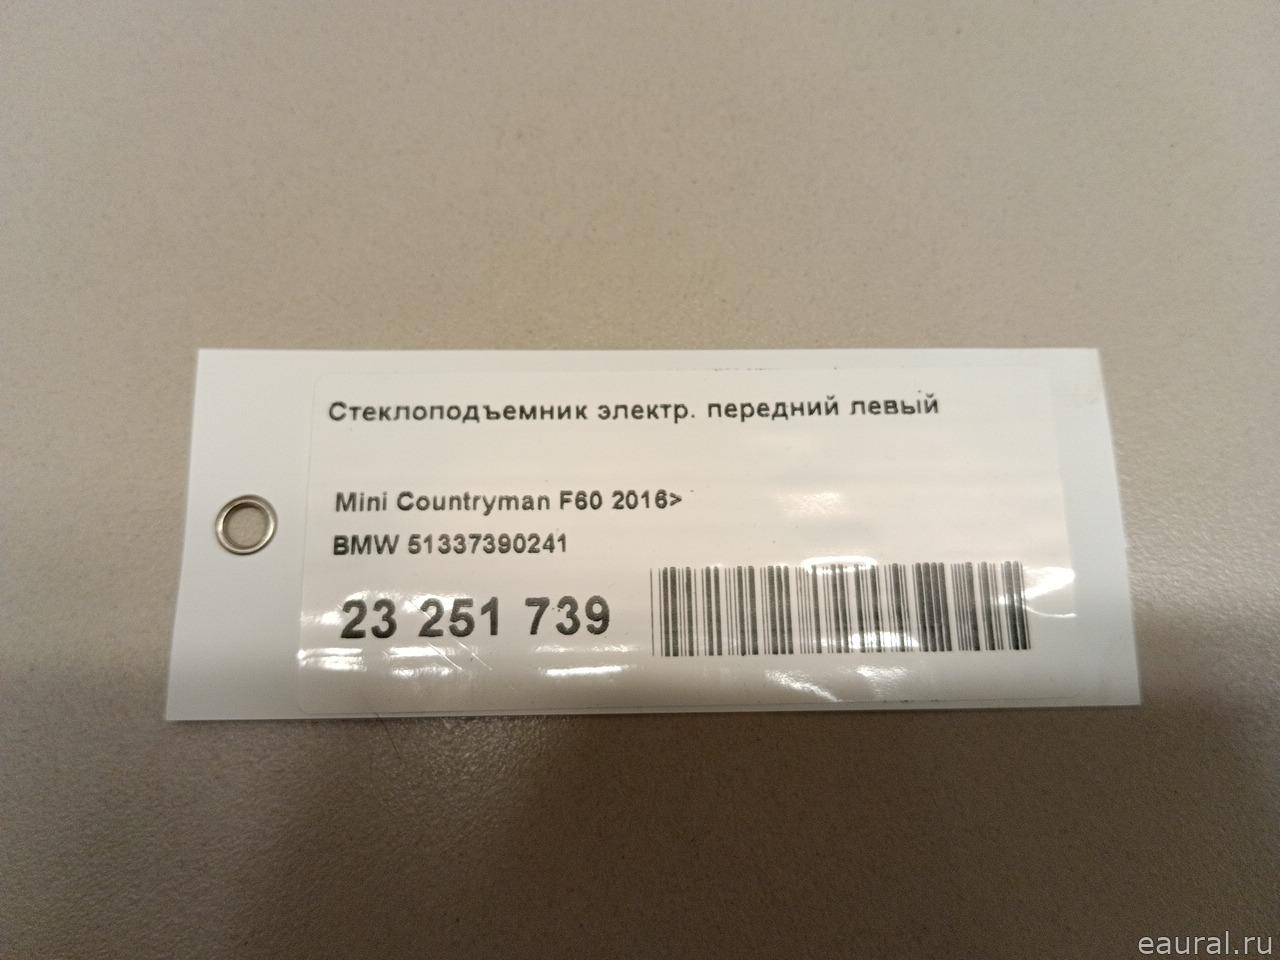 Стеклоподъемник электр. передний левый
Mini Countryman F60 2016>
BMW 51337390241
23 251 739
eaural.ru